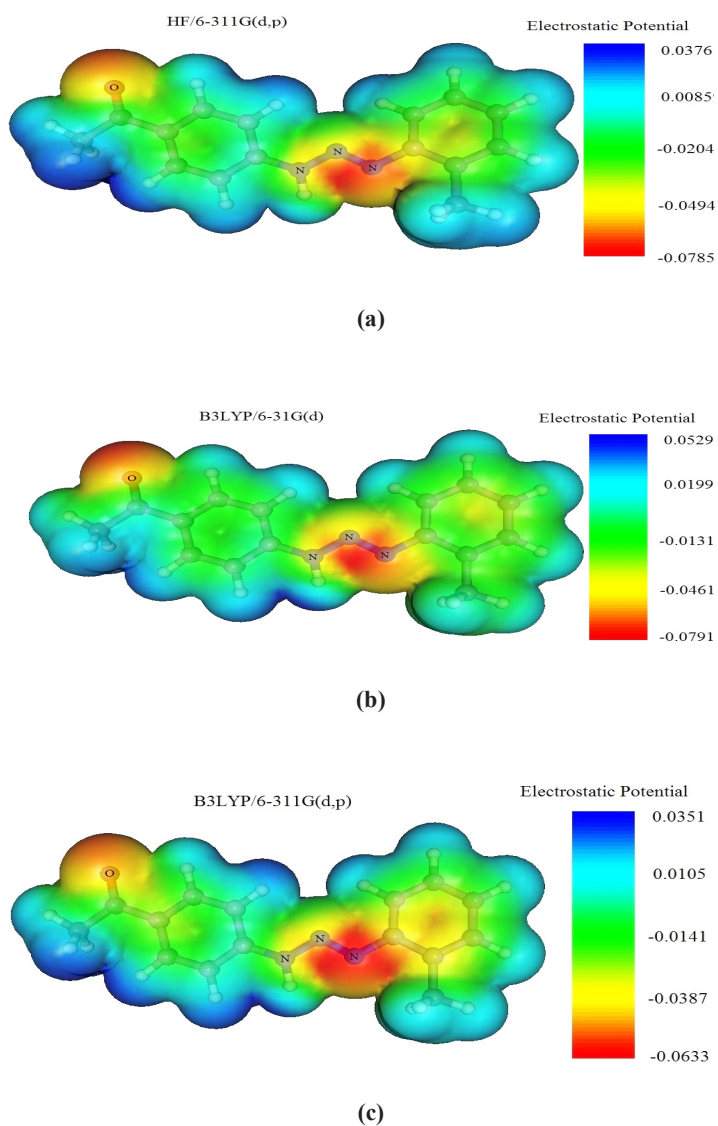 HF/6-311G(d,p)
Electrostatic Potential
0.0376
0.0859
-0.0204
-0.0494
-0.0785
O
N
N
N
(a)
B3LYP/6-31G(d)
Electrostatic Potential
0.0529
0.0199
-0.0131
-0.0461
-0.0791
O
N
N
N
(b)
B3LYP/6-311G(d,p)
Electrostatic Potential
0.0351
0.0105
-0.0141
-0.0387
-0.0633
O
N
N
N
(c)